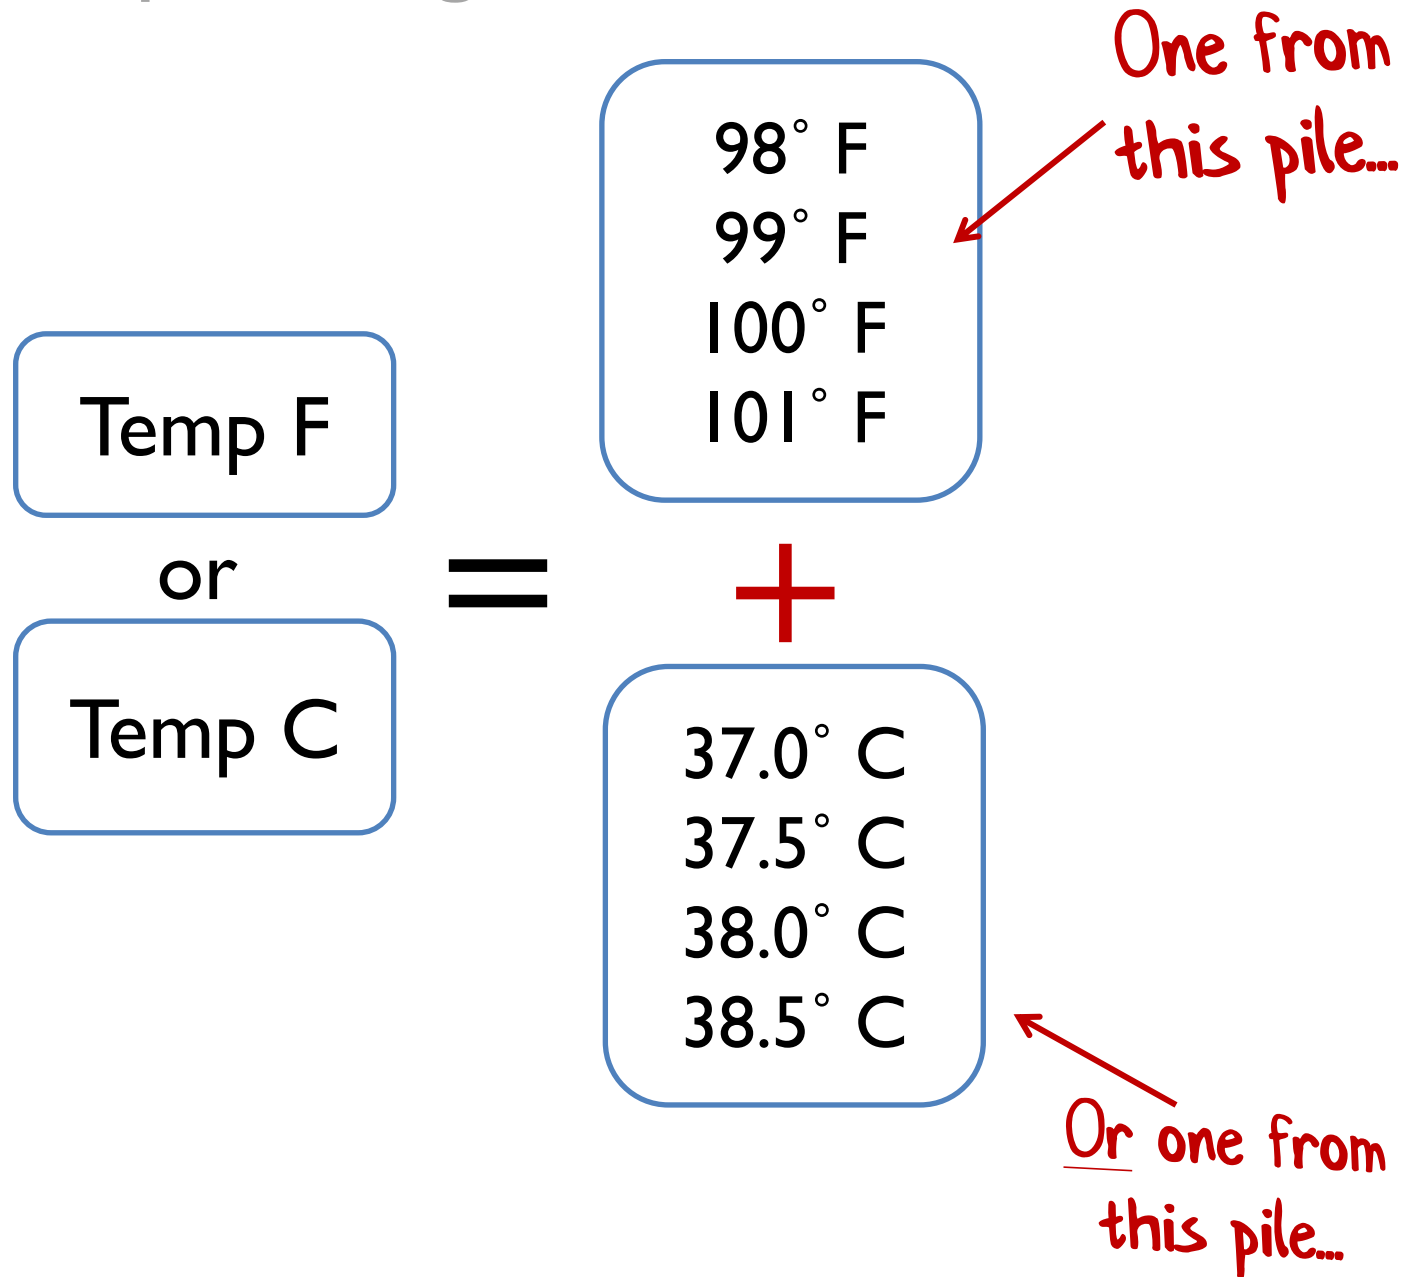 One from
this pile...
98° F
99° F
100° F
101° F
Temp F
or
=
+
Temp C
37.0° C
37.5° C
38.0° C
38.5° C
Or one from
this pile...